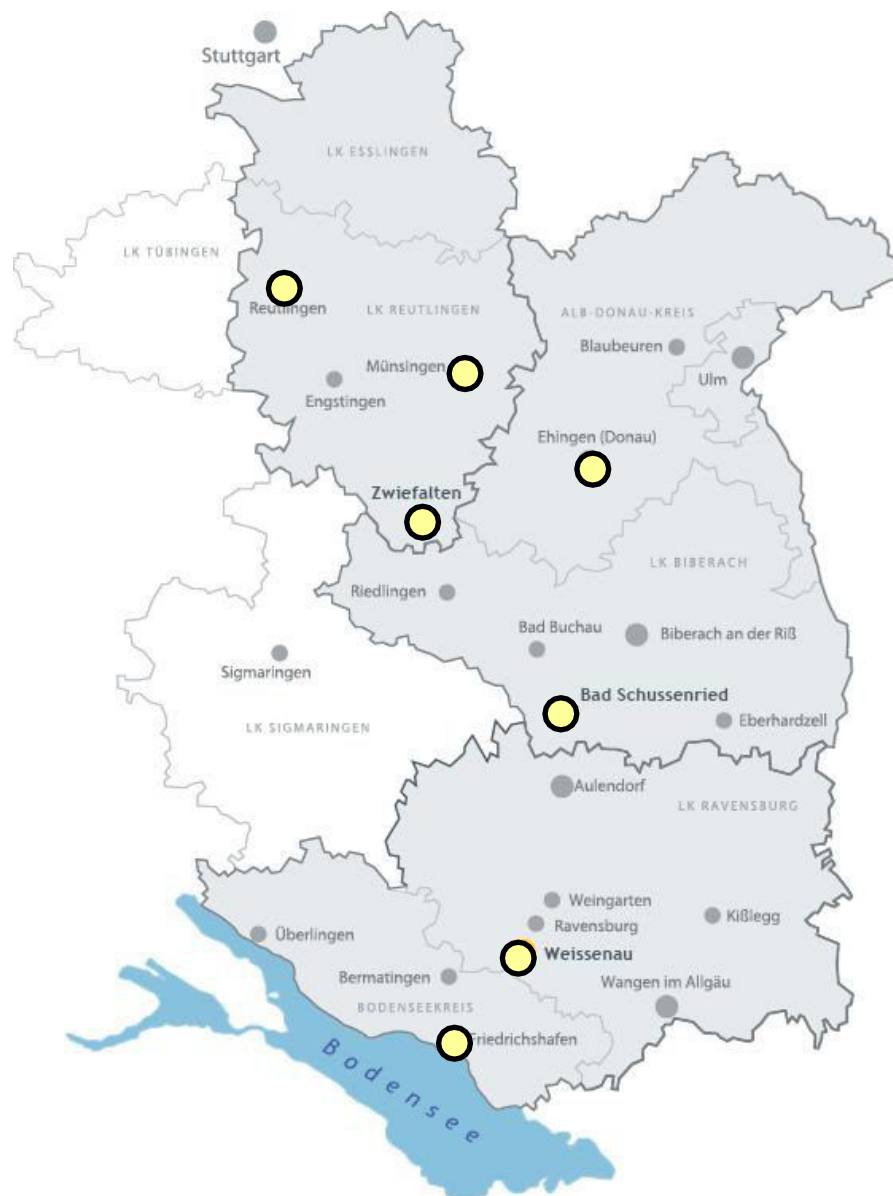 Stuttgart
LK ESSLINGEN
LK TÜBINGEN
Reutlingen
LK REUTLINGEN
ALB-DONAU-KREIS
Blaubeuren
Münsingen
Ulm
Engstingen
Ehingen (Donau)
Zwiefalten
LK BIBERACH
Riedlingen
Bad Buchau
Biberach an der Riß
Sigmaringen
Bad Schussenried
LK SIGMARINGEN
Eberhardzell
Aulendorf
LK RAVENSBURG
Weingarten
Kißlegg
Ravensburg
Überlingen
Weissenau
Bermatingen
Wangen im Allgäu
BODENSEEKREIS
Friedrichshafen
Bodensee